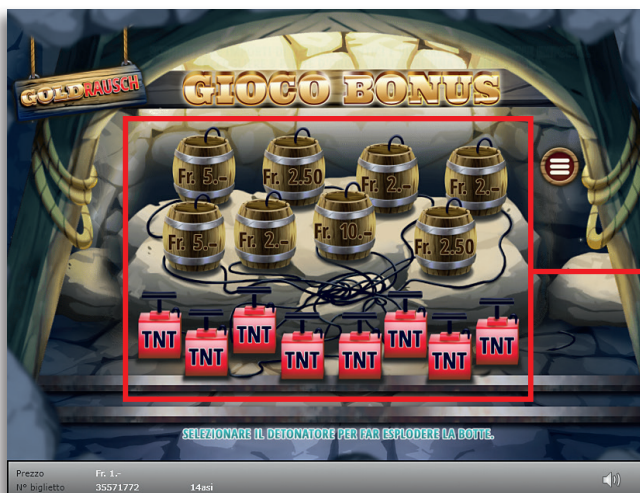 GOLDRAUSCH
GIOCO BONUS
Fr. 5.-
Fr. 2.50
Fr. 2.-
Fr. 2.-
Fr. 5.-
Fr. 2.-
Fr. 10.-
Fr. 2.50
TNT
TNT
TNT
TNT
TNT
TNT
TNT
TNT
SELEZIONARE IL DETONATORE PER FAR ESPLODERE LA BOTTE.
Prezzo Fr. 1.-
N° biglietto 35571772 14asi